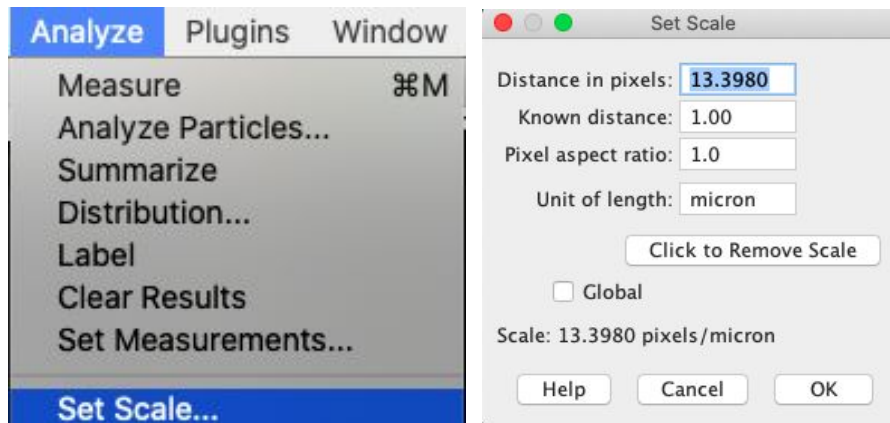 Analyze Plugins Window
Measure ⌘M
Analyze Particles...
Summarize
Distribution...
Label
Clear Results
Set Measurements...
Set Scale...
Set Scale
Distance in pixels: 13.3980
Known distance: 1.00
Pixel aspect ratio: 1.0
Unit of length: micron
Click to Remove Scale
Global
Scale: 13.3980 pixels/micron
Help Cancel OK